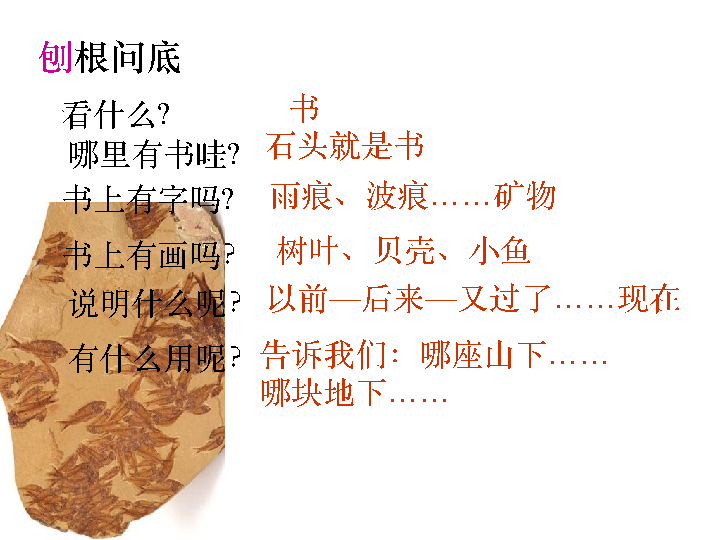 刨根问底
看什么?
书
哪里有书哇?
石头就是书
书上有字吗?
雨痕、波痕……矿物
书上有画吗?
树叶、贝壳、小鱼
说明什么呢?
以前—后来—又过了……现在
有什么用呢?
告诉我们：哪座山下……
哪块地下……